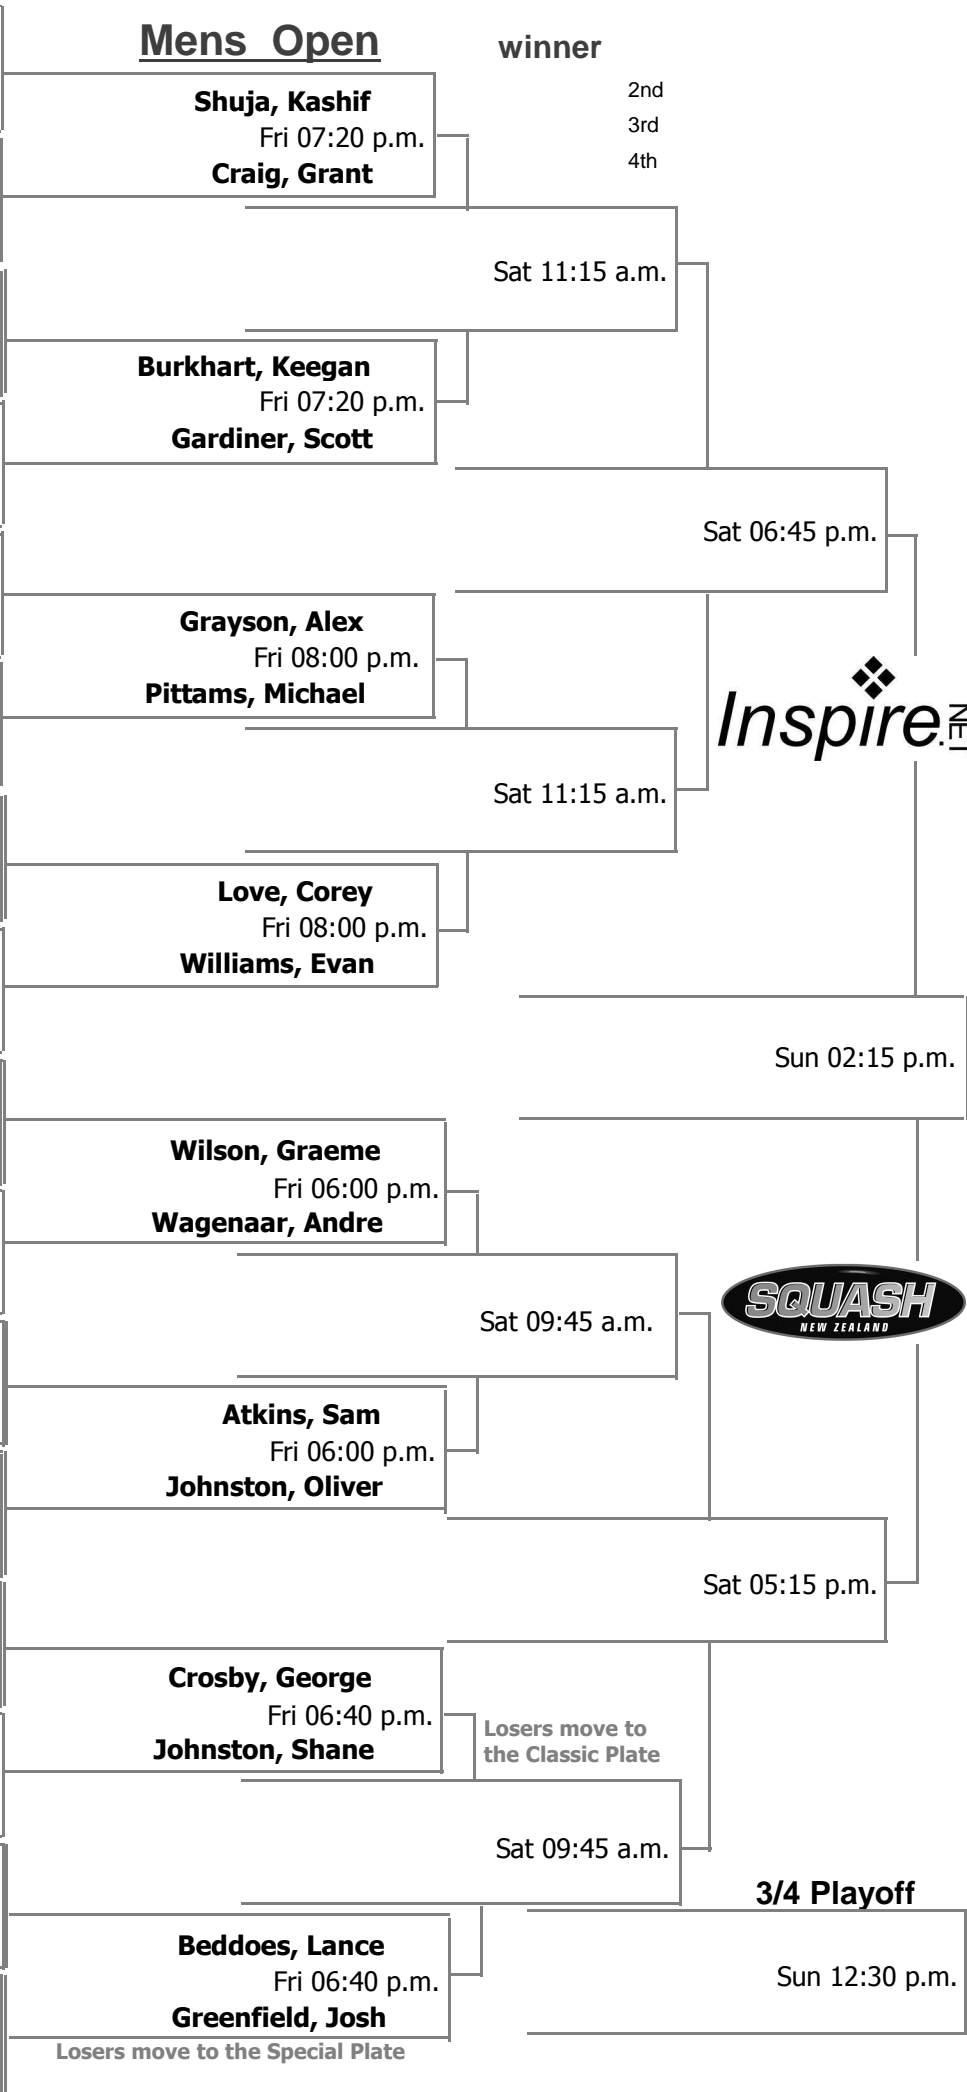 Mens Open
winner
2nd
3rd
4th
Shuja, Kashif
Fri 07:20 p.m.
Craig, Grant
Sat 11:15 a.m.
Burkhart, Keegan
Fri 07:20 p.m.
Gardiner, Scott
Sat 06:45 p.m.
Grayson, Alex
Fri 08:00 p.m.
Pittams, Michael
Inspire.NET
Sat 11:15 a.m.
Love, Corey
Fri 08:00 p.m.
Williams, Evan
Sun 02:15 p.m.
Wilson, Graeme
Fri 06:00 p.m.
Wagenaar, Andre
SQUASH
NEW ZEALAND
Sat 09:45 a.m.
Atkins, Sam
Fri 06:00 p.m.
Johnston, Oliver
Sat 05:15 p.m.
Crosby, George
Fri 06:40 p.m.
Johnston, Shane
Losers move to
the Classic Plate
Sat 09:45 a.m.
3/4 Playoff
Beddoes, Lance
Fri 06:40 p.m.
Greenfield, Josh
Sun 12:30 p.m.
Losers move to the Special Plate